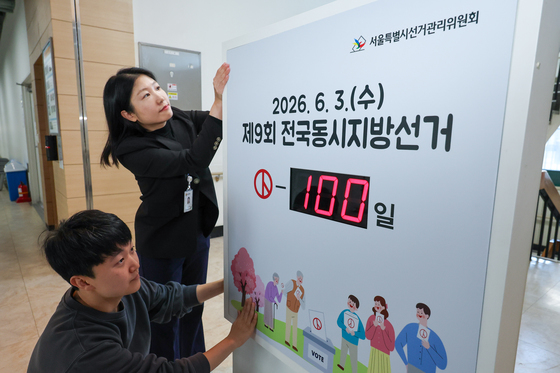 서울특별시선거관리위원회
2026. 6. 3.(수)
제9회 전국동시지방선거
- 100 일
VOTE